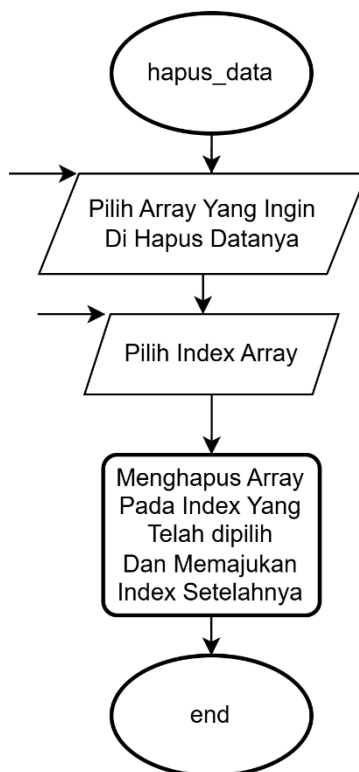 hapus_data
Pilih Array Yang Ingin
Di Hapus Datanya
Pilih Index Array
Menghapus Array
Pada Index Yang
Telah dipilih
Dan Memajukan
Index Setelahnya
end